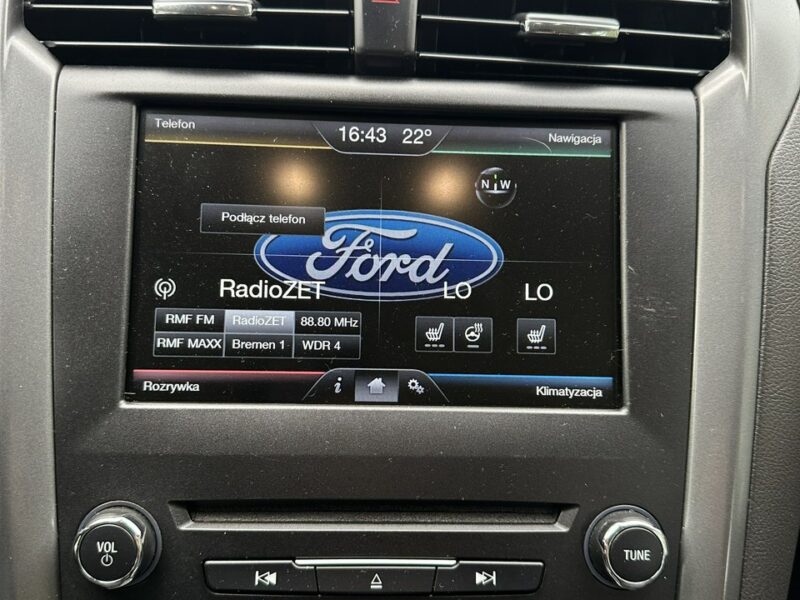 Telefon
16:43 22°
Nawigacja
N W
Podłącz telefon
Ford
RadioZET
LO
LO
RMF FM
RadioZET
88.80 MHz
RMF MAXX
Bremen 1
WDR 4
Rozrywka
i
Klimatyzacja
VOL
TUNE